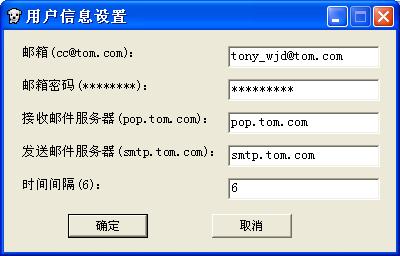 用户信息设置
邮箱(cc@tom.com): tony_wjd@tom.com
邮箱密码(********): *********
接收邮件服务器(pop.tom.com): pop.tom.com
发送邮件服务器(smtp.tom.com): smtp.tom.com
时间间隔(6): 6
确定 取消